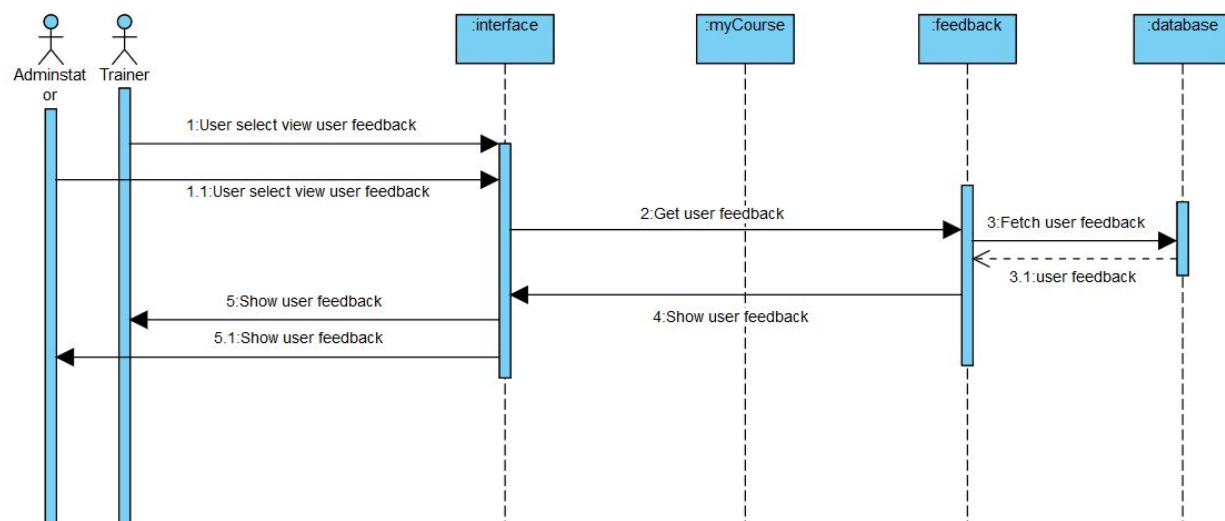 :interface
:myCourse
:feedback
:database
Adminstat
or
Trainer
1:User select view user feedback
1.1:User select view user feedback
2:Get user feedback
3:Fetch user feedback
3.1:user feedback
4:Show user feedback
5:Show user feedback
5.1:Show user feedback